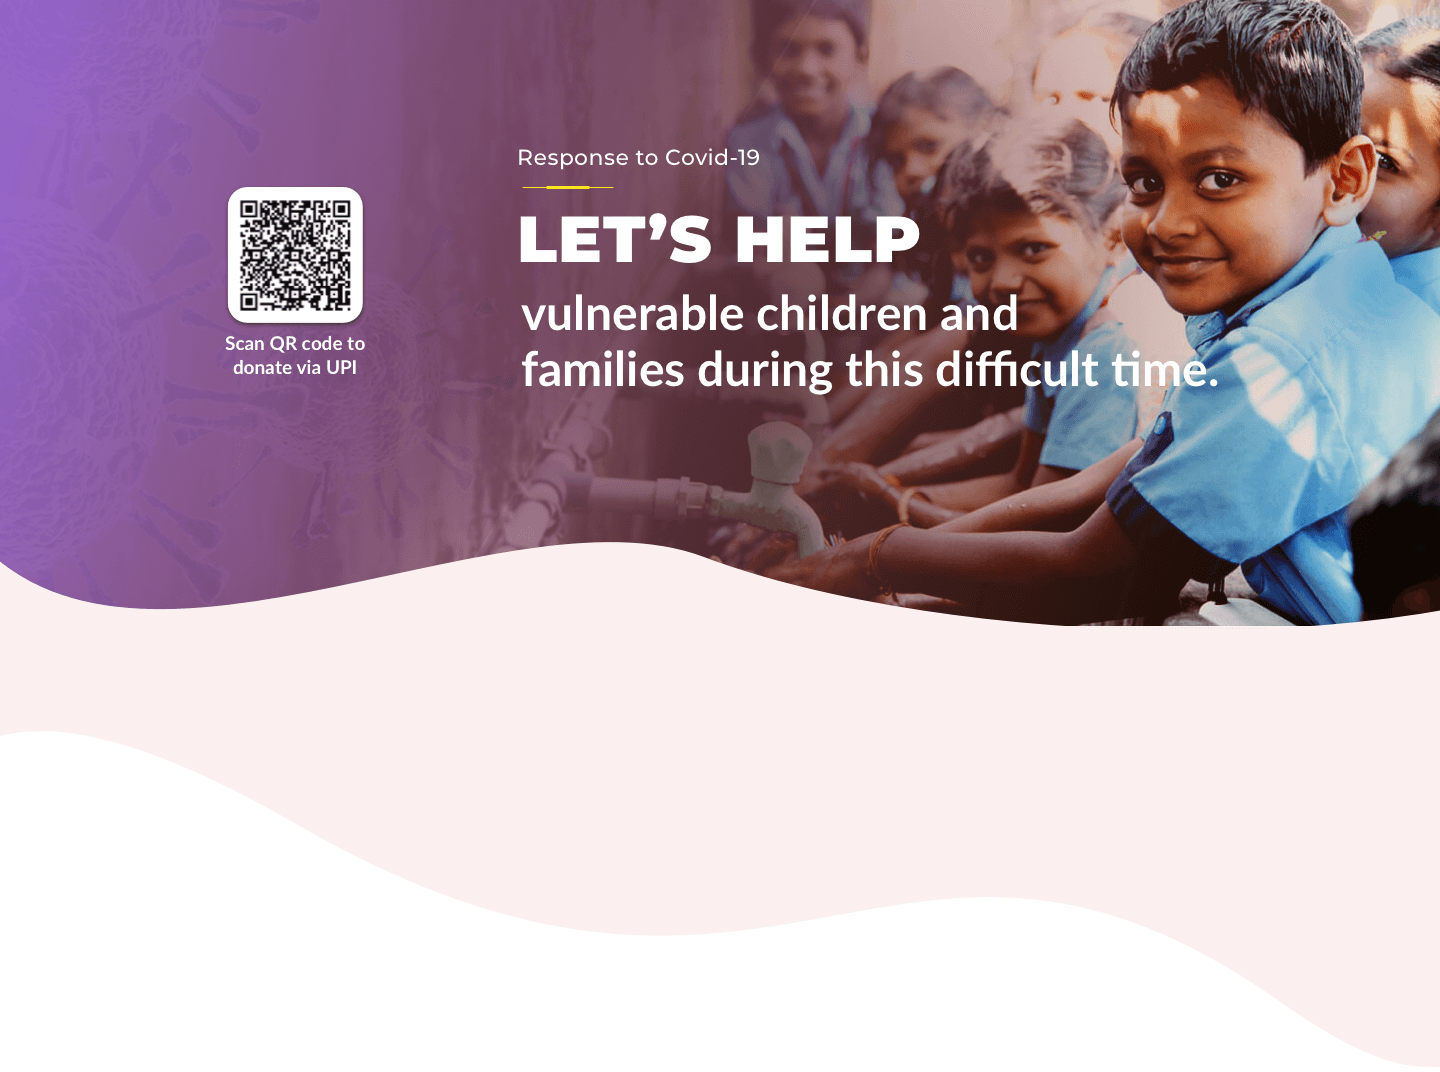 Response to Covid-19
LET’S HELP
vulnerable children and
families during this difficult time.
Scan QR code to
donate via UPI